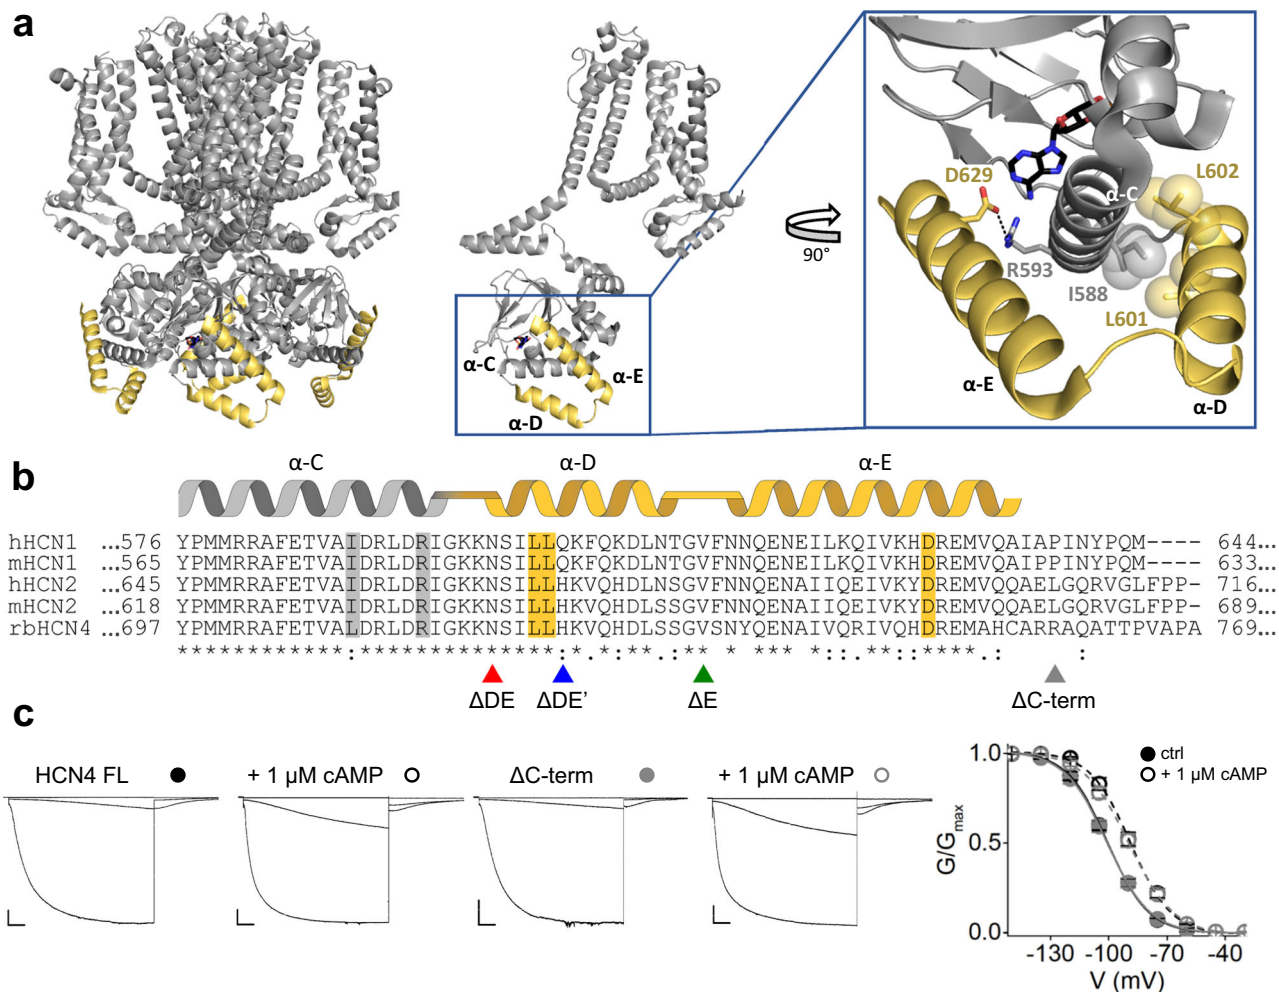 a
D629
α-C
L602
R593
I588
L601
α-E
α-D
90°
α-C
α-E
α-D
b
α-C
α-D
α-E
hHCN1 ...576 YPMMRRAFETVAIDRLDRIGKKNSILLQKFQKDLNTGVFNNQENEILKQIVKHDREMVQAIAPINYPQM---- 644...
mHCN1 ...565 YPMMRRAFETVAIDRLDRIGKKNSILLQKFQKDLNTGVFNNQENEILKQIVKHDREMVQAIPPINYPQM---- 633...
hHCN2 ...645 YPMMRRAFETVAIDRLDRIGKKNSILLHKVQHDLNSGVFNNQENAIIQEIVKYDREMVQQAELGQRVGLFPP- 716...
mHCN2 ...618 YPMMRRAFETVAIDRLDRIGKKNSILLHKVQHDLSSGVFNNQENAIIQEIVKYDREMVQQAELGQRVGLFPP- 689...
rbHCN4 ...697 YPMMRRAFETVAIDRLDRIGKKNSILLHKVQHDLSSGVSNYQENAIVQRIVQHDREMAHCARRAQATTPVAPA 769...
ΔDE ΔDE’ ΔE ΔC-term
c
HCN4 FL + 1 µM cAMP ΔC-term + 1 µM cAMP
ctrl
+ 1 µM cAMP
G/Gmax
1.0
0.5
0.0
-130 -100 -70 -40
V (mV)